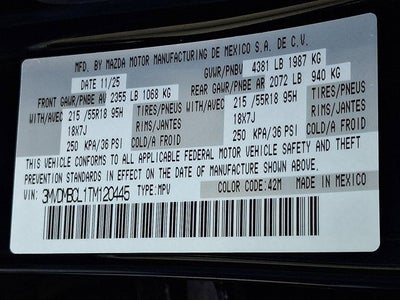 MFD. BY MAZDA MOTOR MANUFACTURING DE MEXICO S.A. DE C.V.
DATE 11/25 GVWR/PNBV 4381 LB 1987 KG
FRONT GAWR/PNBE AV 2355 LB 1068 KG REAR GAWR/PNBE AR 2072 LB 940 KG
WITH/AVEC 215 /55R18 95H TIRES/PNEUS WITH/AVEC 215 /55R18 95H TIRES/PNEUS
18X7J RIMS/JANTES 18X7J RIMS/JANTES
250 KPA/36 PSI COLD/A FROID 250 KPA/36 PSI COLD/A FROID
THIS VEHICLE CONFORMS TO ALL APPLICABLE FEDERAL MOTOR VEHICLE SAFETY AND THEFT
PREVENTION STANDARDS IN EFFECT ON THE DATE OF MANUFACTURE SHOWN ABOVE.
VIN: 3MVDMBCL1TM120445 TYPE:MPV COLOR CODE:42M MADE IN MEXICO